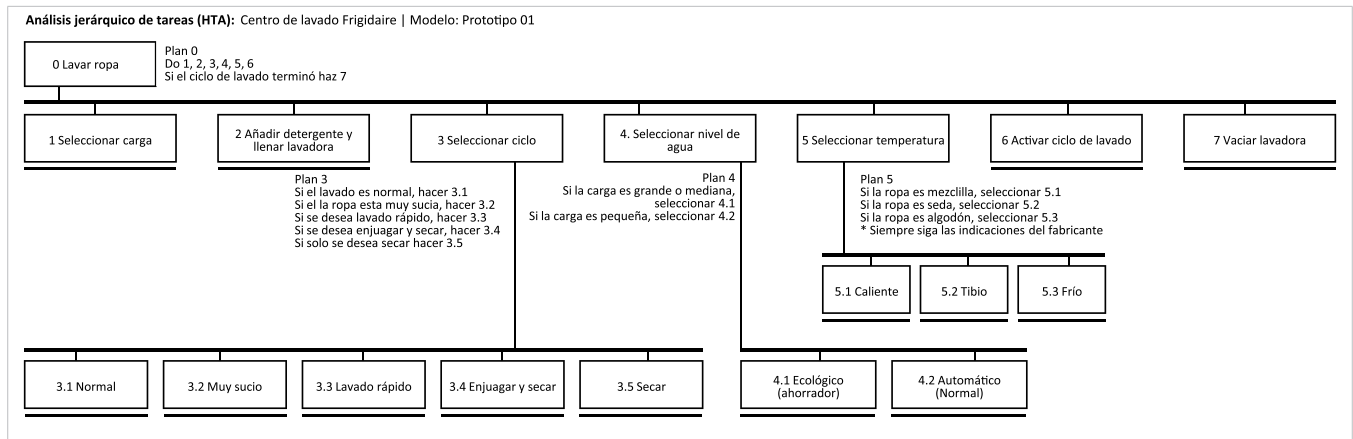 Análisis jerárquico de tareas (HTA): Centro de lavado Frigidaire | Modelo: Prototipo 01
0 Lavar ropa
Plan 0
Do 1, 2, 3, 4, 5, 6
Si el ciclo de lavado terminó haz 7
1 Seleccionar carga
2 Añadir detergente y
llenar lavadora
3 Seleccionar ciclo
4. Seleccionar nivel de
agua
5 Seleccionar temperatura
6 Activar ciclo de lavado
7 Vaciar lavadora
Plan 3
Si el lavado es normal, hacer 3.1
Si el la ropa esta muy sucia, hacer 3.2
Si se desea lavado rápido, hacer 3.3
Si se desea enjuagar y secar, hacer 3.4
Si solo se desea secar hacer 3.5
Plan 4
Si la carga es grande o mediana,
seleccionar 4.1
Si la carga es pequeña, seleccionar 4.2
Plan 5
Si la ropa es mezclilla, seleccionar 5.1
Si la ropa es seda, seleccionar 5.2
Si la ropa es algodón, seleccionar 5.3
* Siempre siga las indicaciones del fabricante
5.1 Caliente
5.2 Tibio
5.3 Frío
3.1 Normal
3.2 Muy sucio
3.3 Lavado rápido
3.4 Enjuagar y secar
3.5 Secar
4.1 Ecológico
(ahorrador)
4.2 Automático
(Normal)